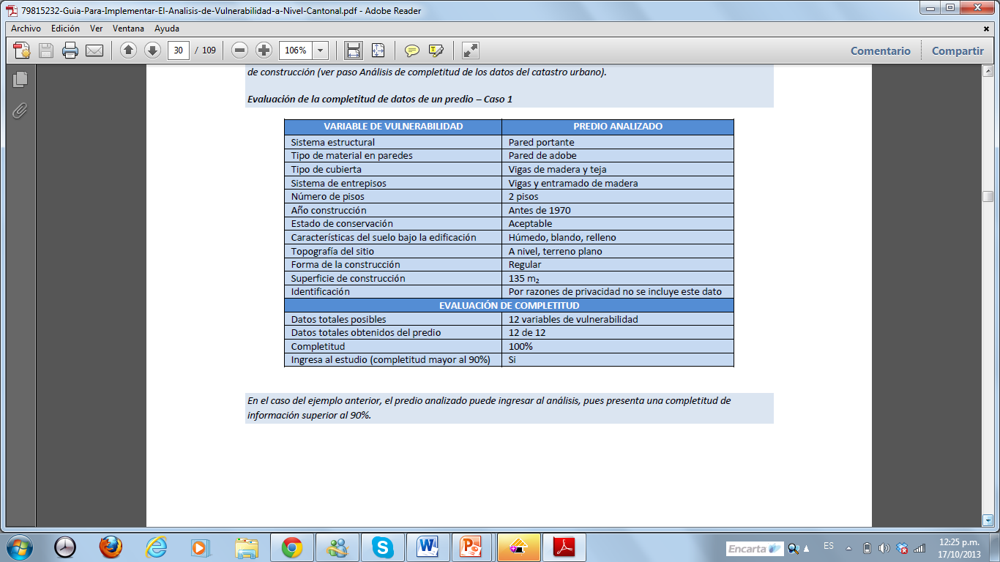 79815232-Guia-Para-Implementar-El-Analisis-de-Vulnerabilidad-a-Nivel-Cantonal.pdf - Adobe Reader
Archivo Edición Ver Ventana Ayuda
30 / 109 106% Comentario Compartir
de construcción (ver paso Análisis de completitud de los datos del catastro urbano).
Evaluación de la completitud de datos de un predio – Caso 1
VARIABLE DE VULNERABILIDAD PREDIO ANALIZADO
Sistema estructural Pared portante
Tipo de material en paredes Pared de adobe
Tipo de cubierta Vigas de madera y teja
Sistema de entrepisos Vigas y entramado de madera
Número de pisos 2 pisos
Año construcción Antes de 1970
Estado de conservación Aceptable
Características del suelo bajo la edificación Húmedo, blando, relleno
Topografía del sitio A nivel, terreno plano
Forma de la construcción Regular
Superficie de construcción 135 m₂
Identificación Por razones de privacidad no se incluye este dato
EVALUACIÓN DE COMPLETITUD
Datos totales posibles 12 variables de vulnerabilidad
Datos totales obtenidos del predio 12 de 12
Completitud 100%
Ingresa al estudio (completitud mayor al 90%) Si
En el caso del ejemplo anterior, el predio analizado puede ingresar al análisis, pues presenta una completitud de
información superior al 90%.
Encarta ES 12:25 p.m.
17/10/2013